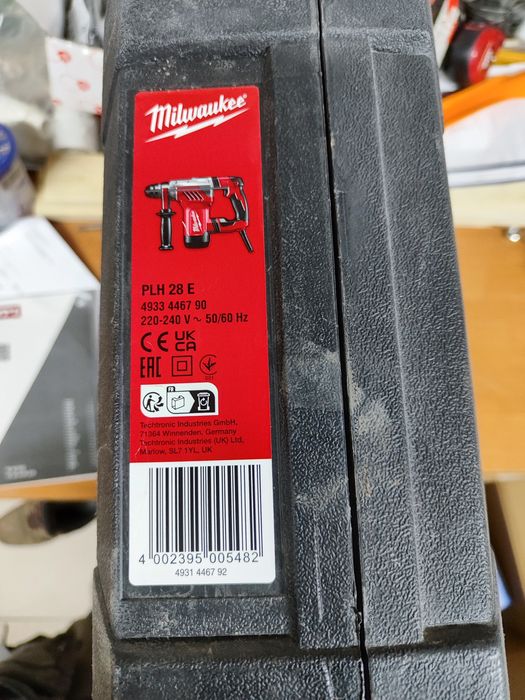 Milwaukee
PLH 28 E
4933 4467 90
220-240 V ~ 50/60 Hz
CE UK
CA
EAC
FR
Techtronic Industries GmbH,
71364 Winnenden, Germany
Techtronic Industries (UK) Ltd,
Marlow, SL7 1YL, UK
4 002395 005482
4931 4467 92